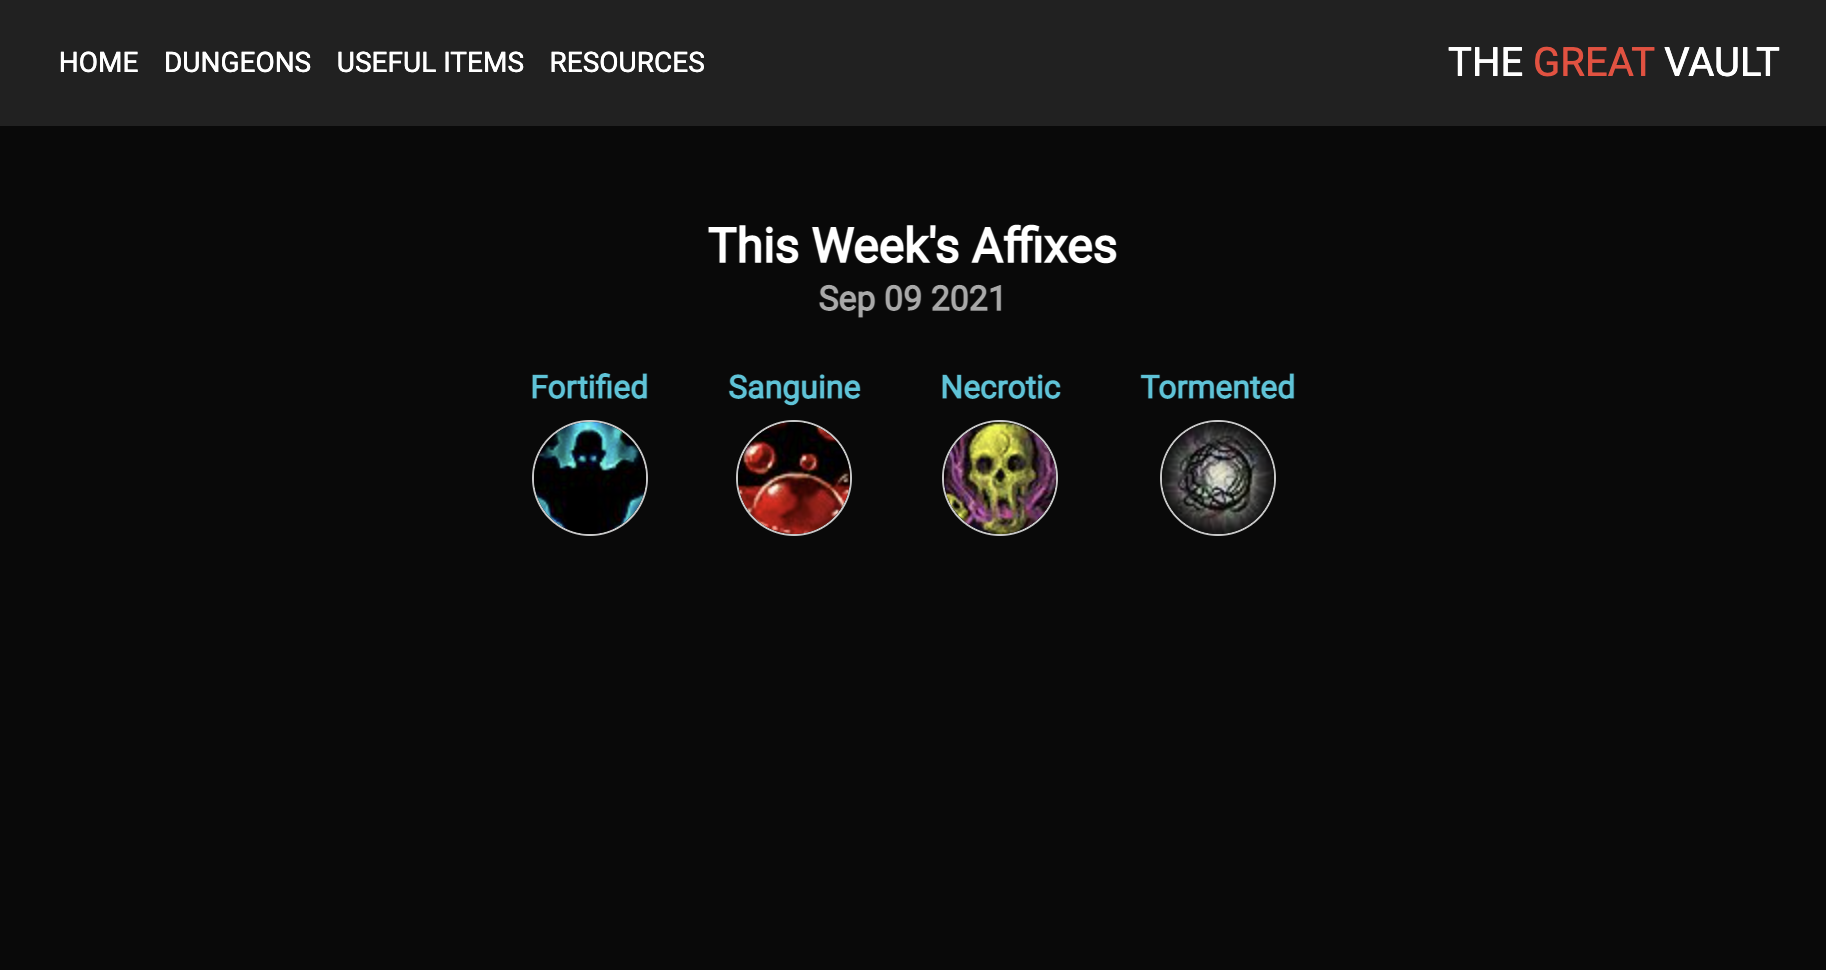 HOME DUNGEONS USEFUL ITEMS RESOURCES
THE GREAT VAULT
This Week's Affixes
Sep 09 2021
Fortified Sanguine Necrotic Tormented